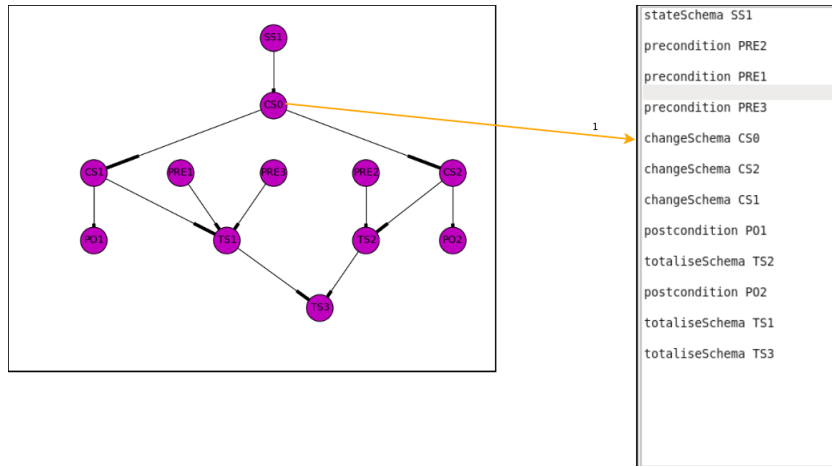 SS1
CS0
CS1 PRE1 PRE3 PRE2 CS2
PO1 TS1 TS2 PO2
TS3
1
stateSchema SS1
precondition PRE2
precondition PRE1
precondition PRE3
changeSchema CS0
changeSchema CS2
changeSchema CS1
postcondition PO1
totaliseSchema TS2
postcondition PO2
totaliseSchema TS1
totaliseSchema TS3